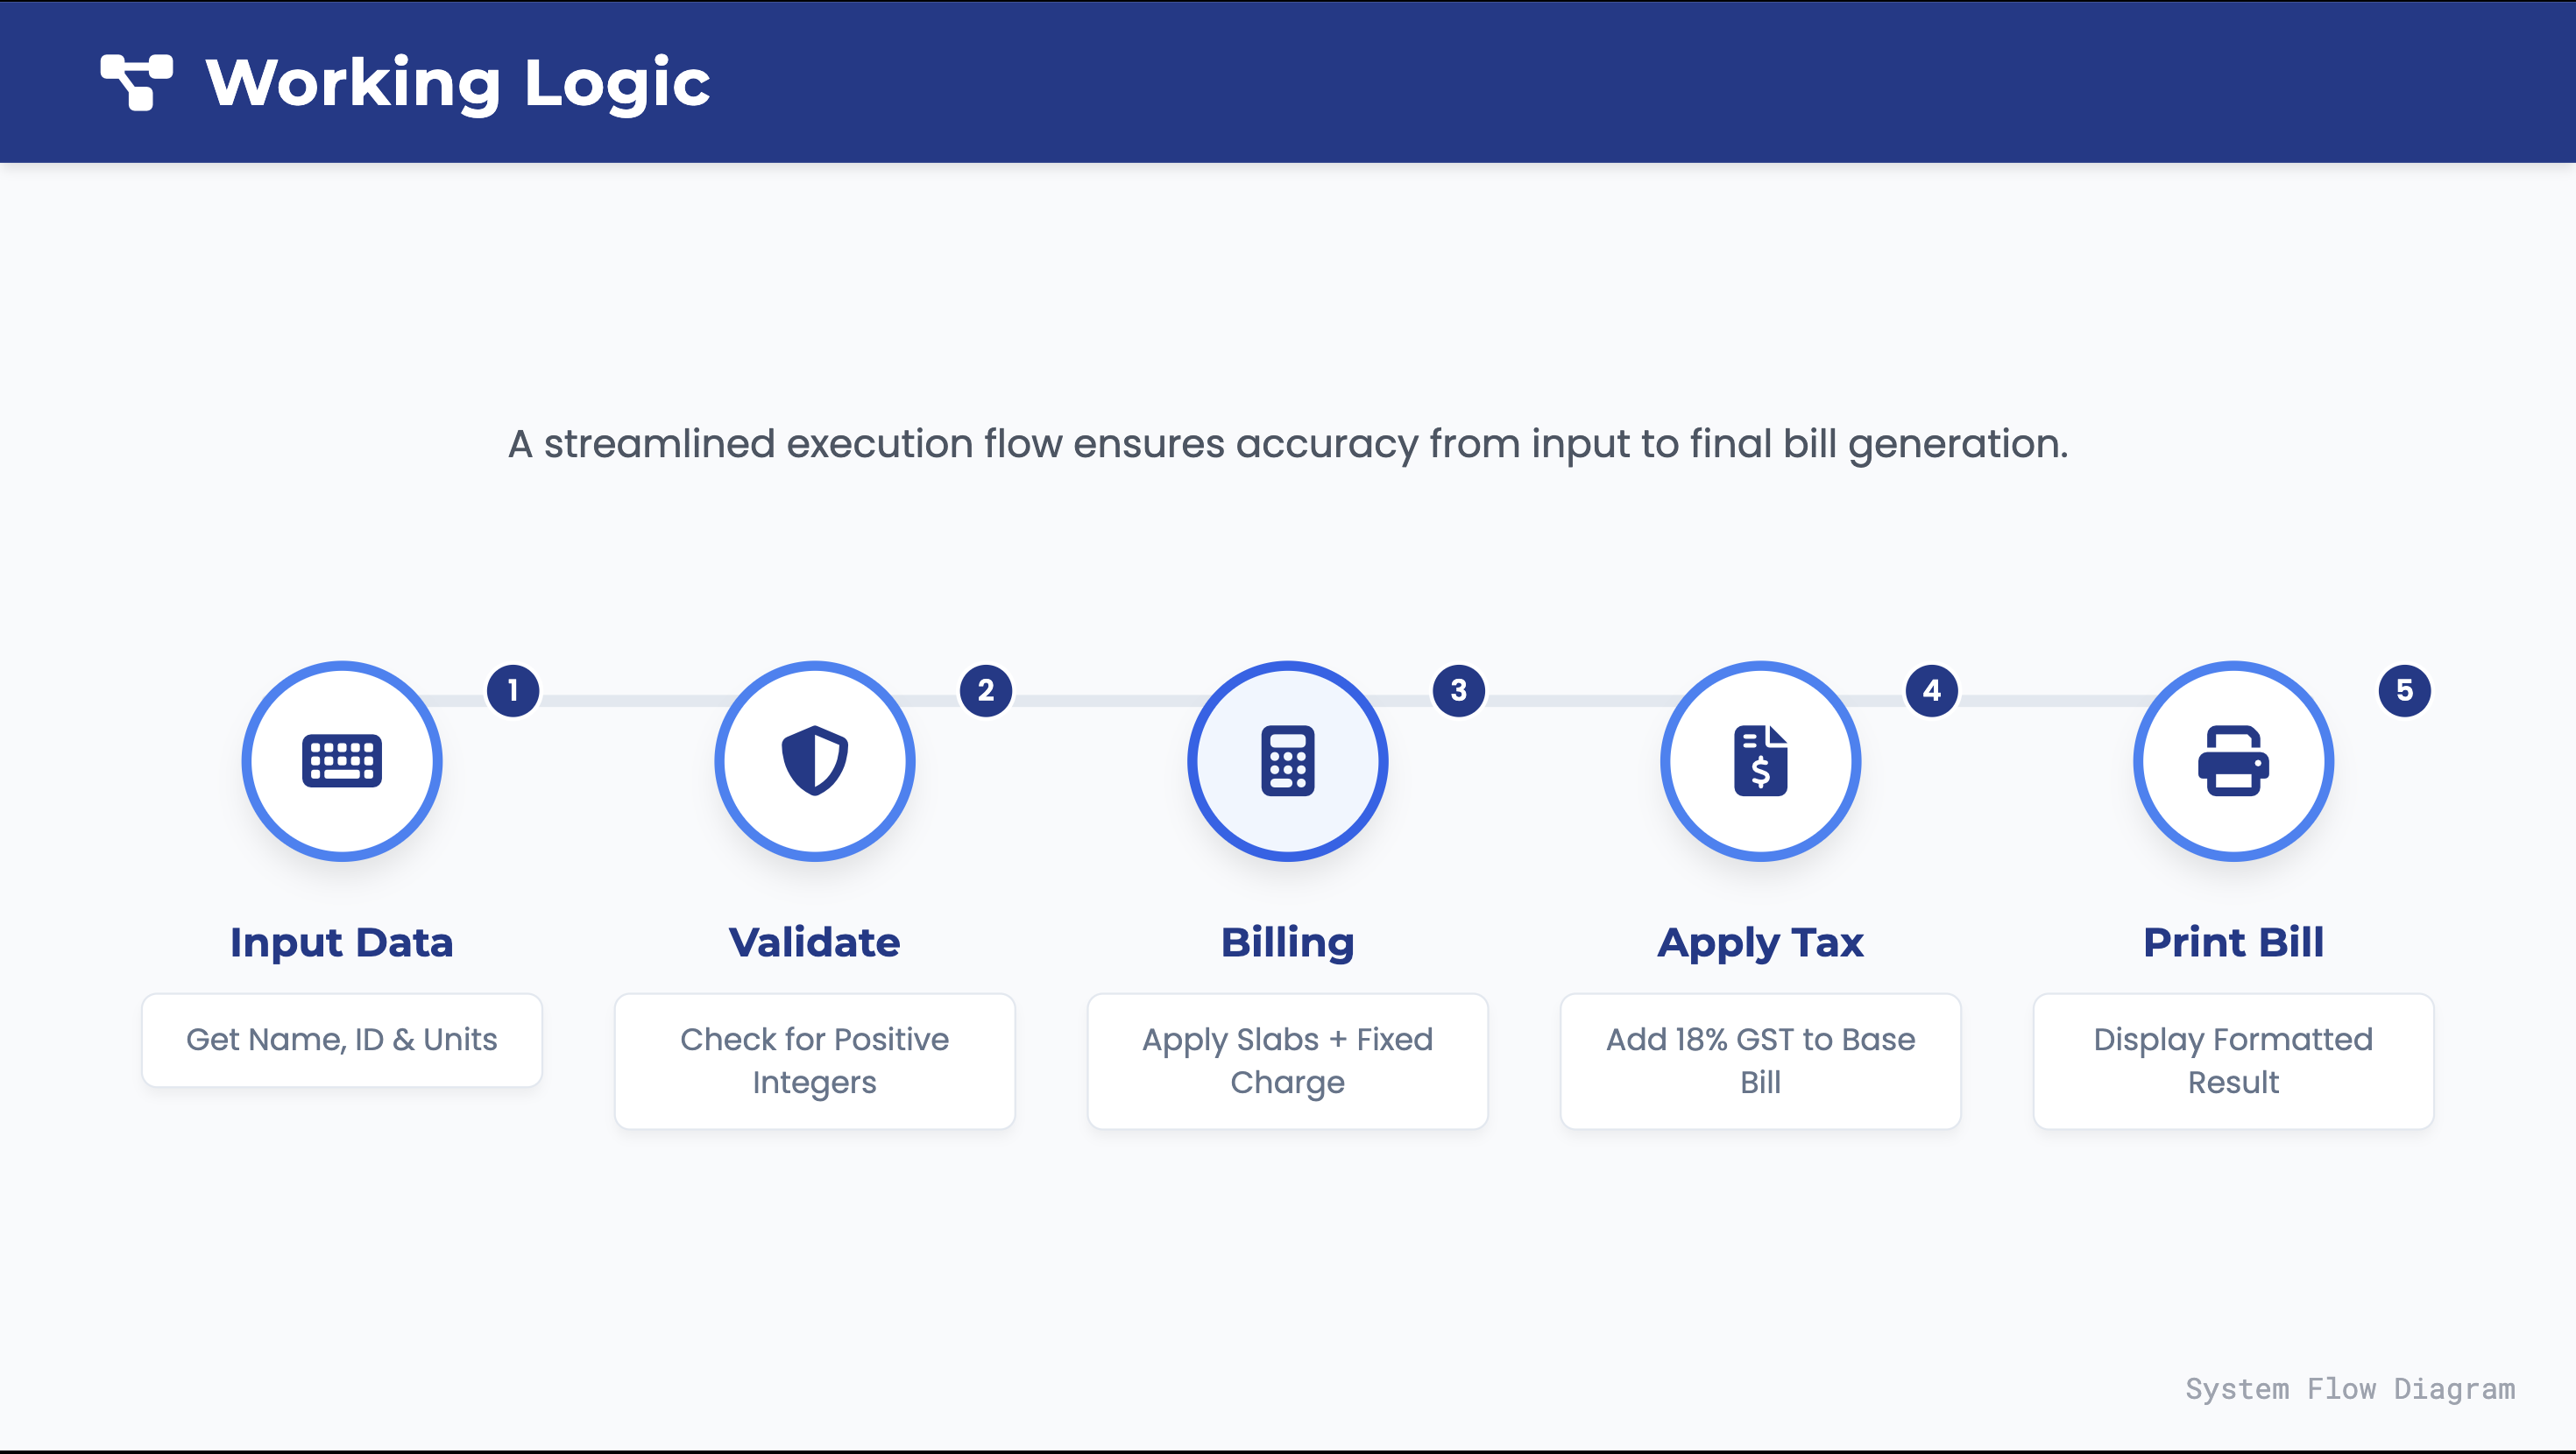 Working Logic
A streamlined execution flow ensures accuracy from input to final bill generation.
1
2
3
4
5
$
Input Data
Get Name, ID & Units
Validate
Check for Positive
Integers
Billing
Apply Slabs + Fixed
Charge
Apply Tax
Add 18% GST to Base
Bill
Print Bill
Display Formatted
Result
System Flow Diagram